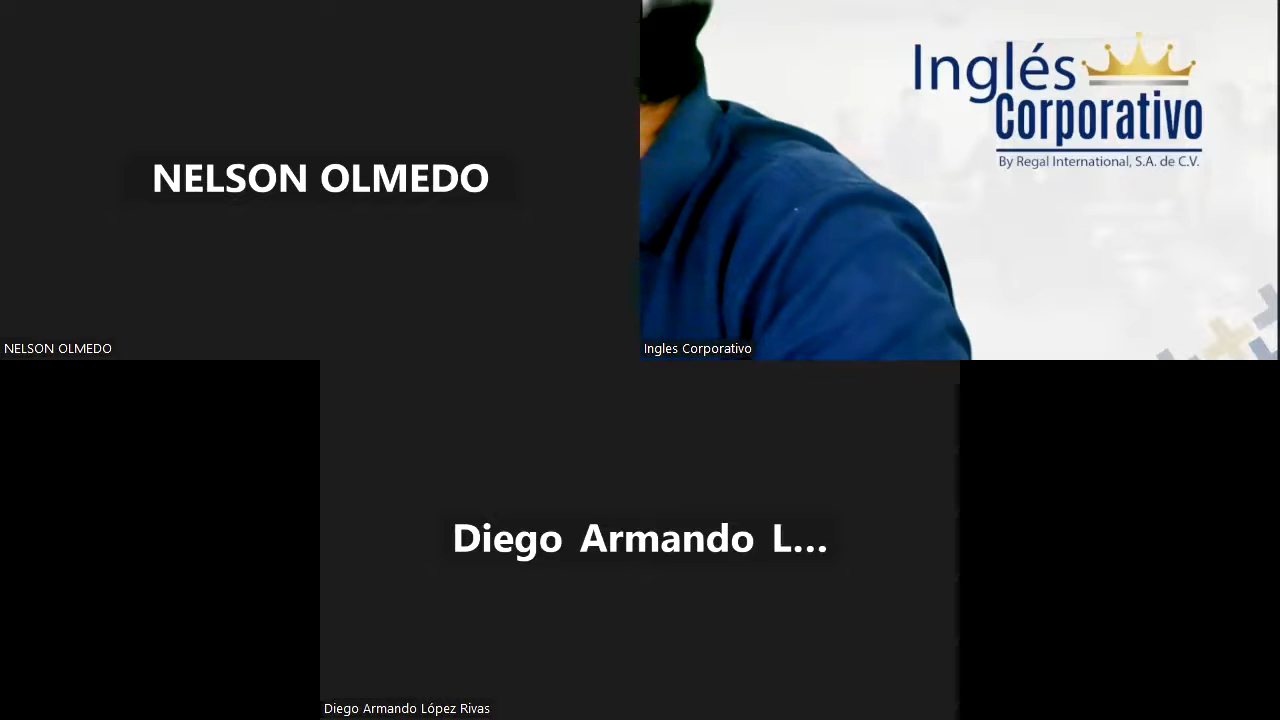 NELSON OLMEDO
NELSON OLMEDO
Inglés
Corporativo
By Regal International, S.A. de C.V.
Ingles Corporativo
Diego Armando L...
Diego Armando López Rivas